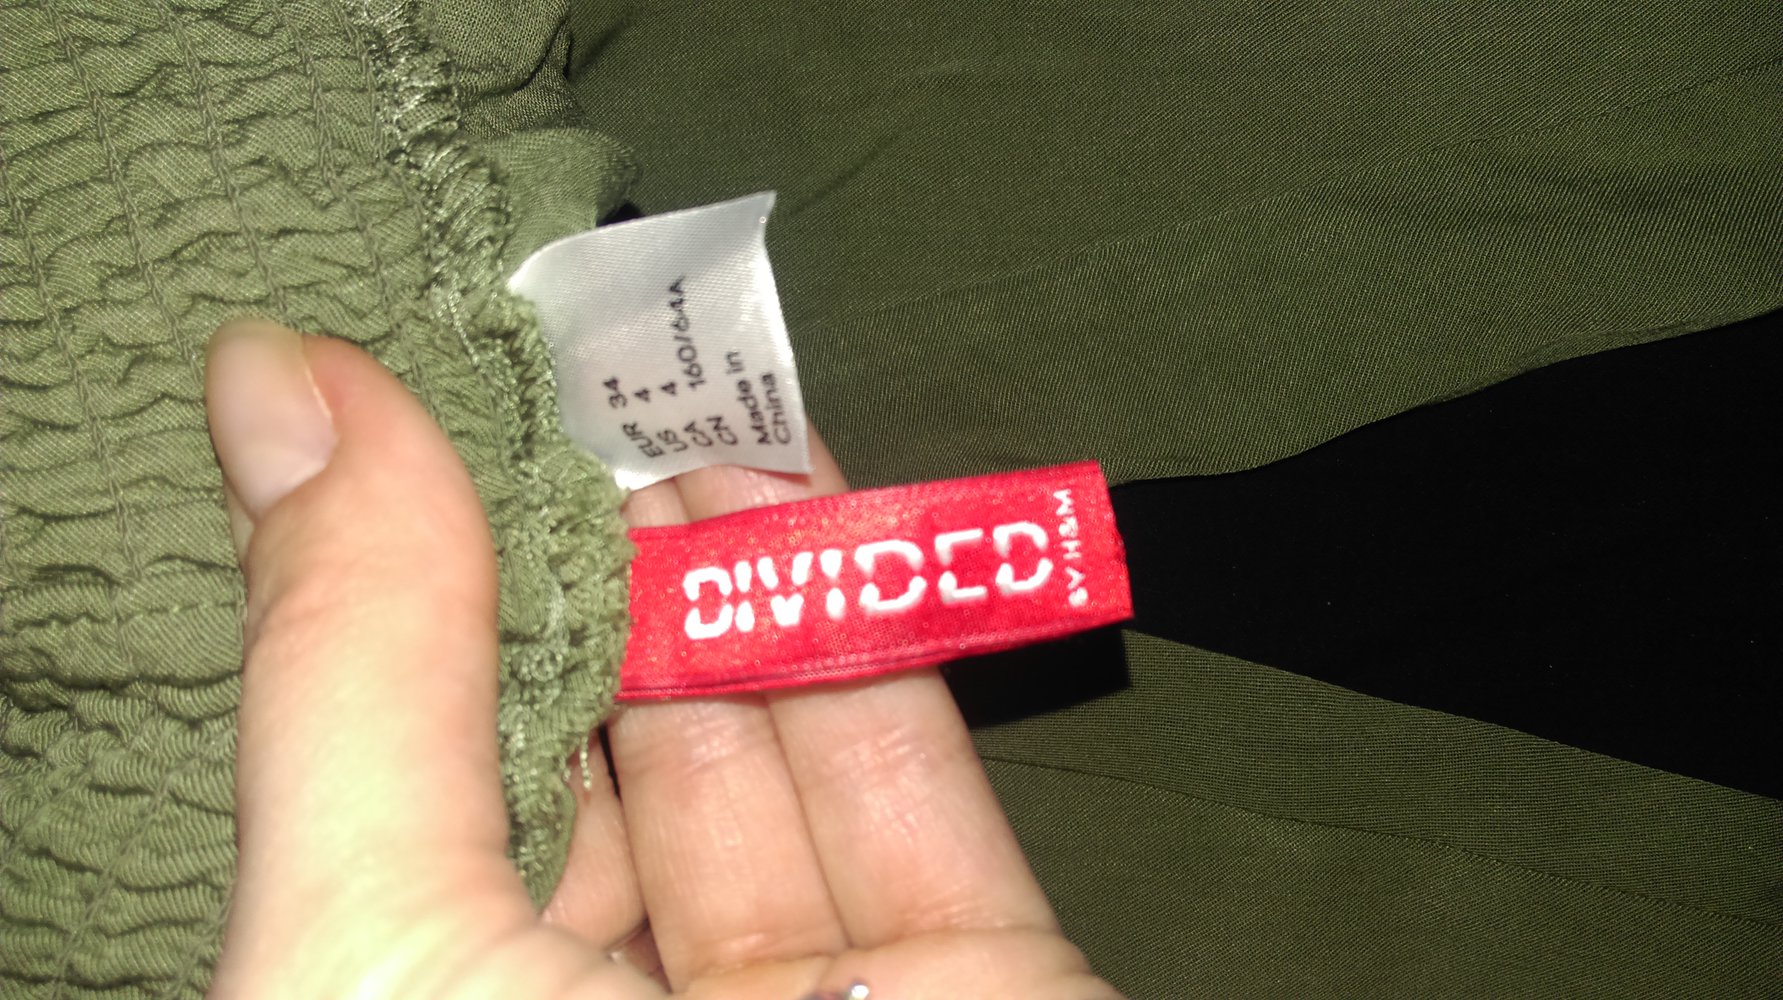 EUR 34
US 4
CA 4
CN 160/64A
Made in
China
DIVIDED
BY H&M